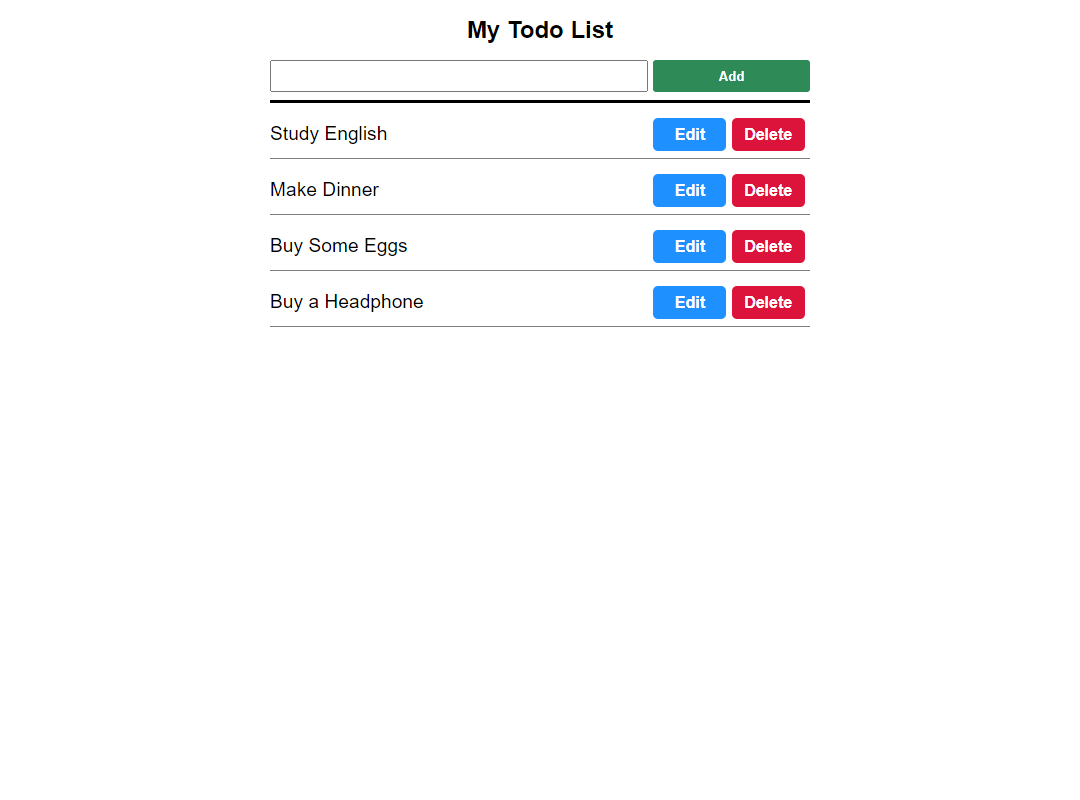 My Todo List
Add
Study English Edit Delete
Make Dinner Edit Delete
Buy Some Eggs Edit Delete
Buy a Headphone Edit Delete